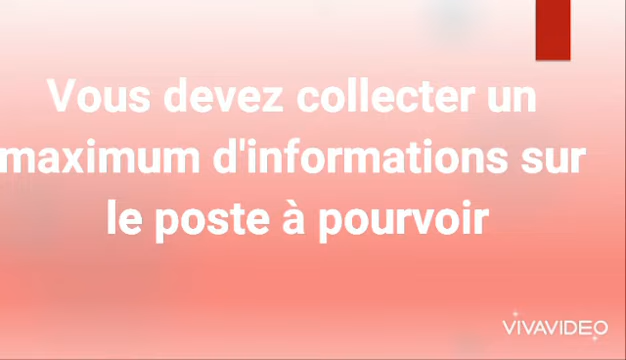 Vous devez collecter un
maximum d'informations sur
le poste à pourvoir
VIVAVIDEO